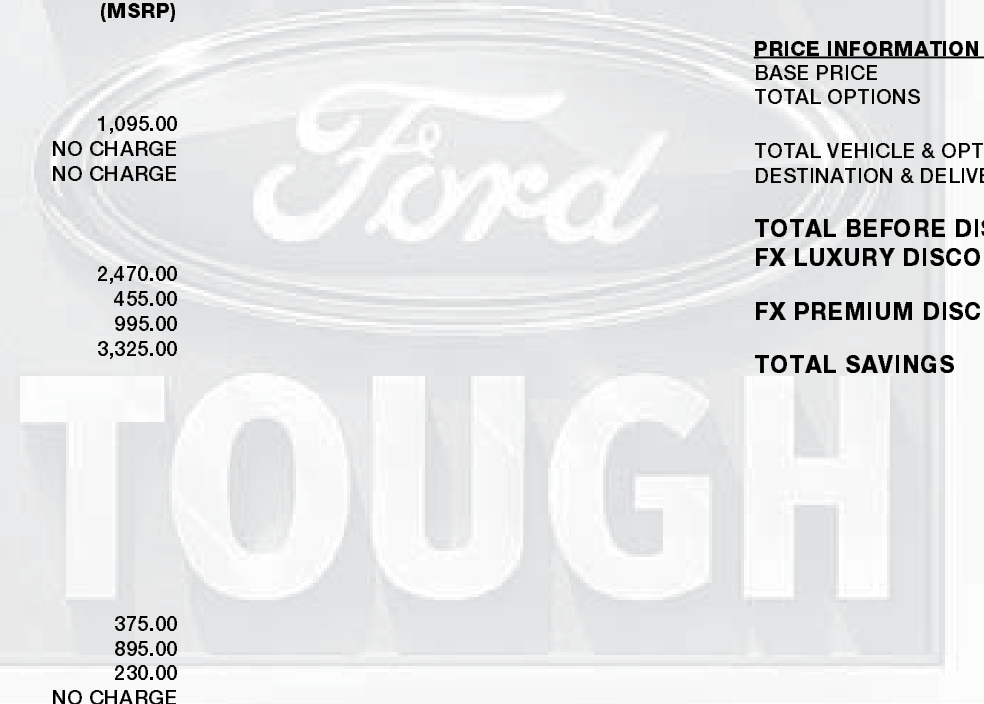 (MSRP)
1,095.00
NO CHARGE
NO CHARGE
2,470.00
455.00
995.00
3,325.00
375.00
895.00
230.00
NO CHARGE
Ford
TOUGH
PRICE INFORMATION
BASE PRICE
TOTAL OPTIONS
TOTAL VEHICLE & OPT
DESTINATION & DELIVE
TOTAL BEFORE DIS
FX LUXURY DISCO
FX PREMIUM DISC
TOTAL SAVINGS